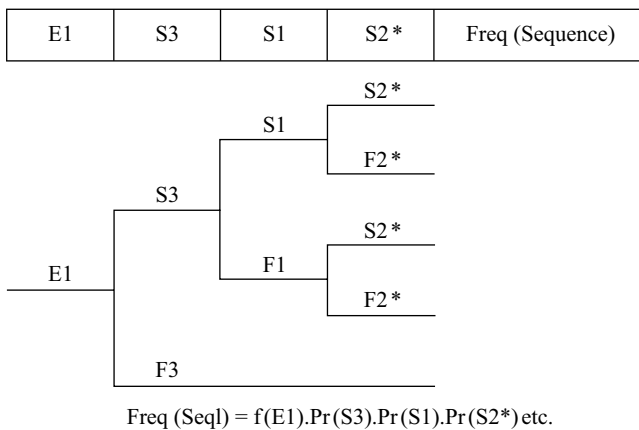 E1 S3 S1 S2* Freq (Sequence)
S2*
S1
F2*
S3
S2*
F1
E1
F2*
F3
Freq (Seql) = f(E1).Pr(S3).Pr(S1).Pr(S2*) etc.